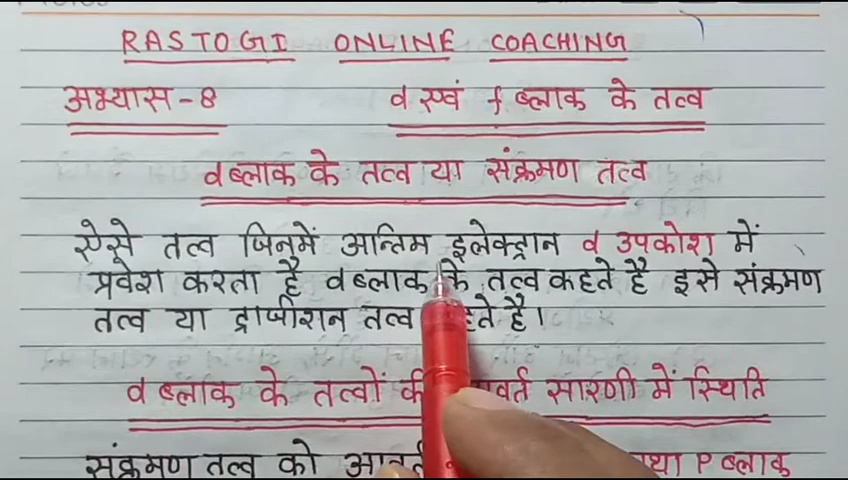 RASTOGI ONLINE COACHING
अभ्यास-8 d एवं f ब्लाक के तत्व
d ब्लाक के तत्व या संक्रमण तत्व
ऐसे तत्व जिनमें अन्तिम इलेक्ट्रान d उपकोश में
प्रवेश करता है d ब्लाक के तत्व कहते है इसे संक्रमण
तत्व या ट्रांजीशन तत्व कहते है।
d ब्लाक के तत्वों की सारणी में स्थिति
संक्रमण तत्व को P ब्लाक